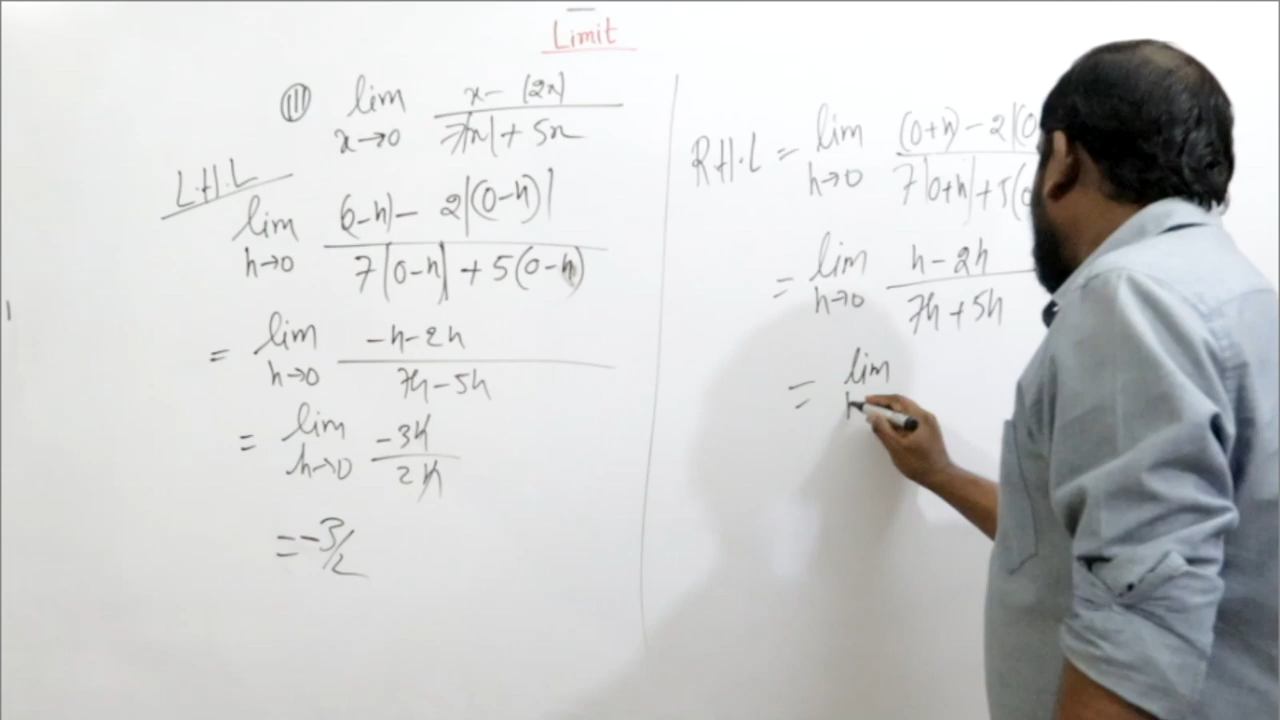 Limit
(III) lim x→0 x - (2x) / 7|x| + 5x
L.H.L
lim h→0 (0-h) - 2|(0-h)| / 7|0-h| + 5(0-h)
= lim h→0 -h-2h / 7h-5h
= lim h→0 -3h / 2h
= -3/2
R.H.L = lim h→0 (0+h) - 2|(0 / 7|0+h| + 5(0
= lim h→0 h-2h / 7h+5h
= lim h